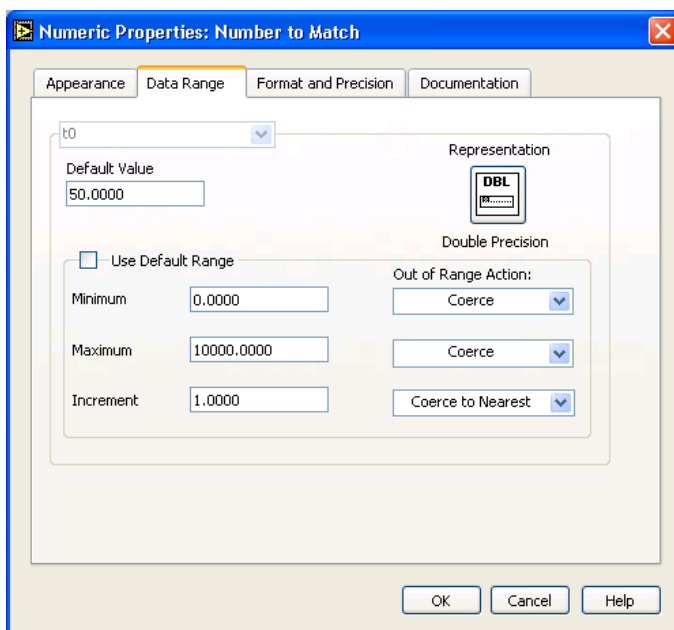 Numeric Properties: Number to Match
Appearance Data Range Format and Precision Documentation
t0
Representation
Default Value
50.0000
DBL
Double Precision
Use Default Range
Out of Range Action:
Minimum 0.0000 Coerce
Maximum 10000.0000 Coerce
Increment 1.0000 Coerce to Nearest
OK Cancel Help